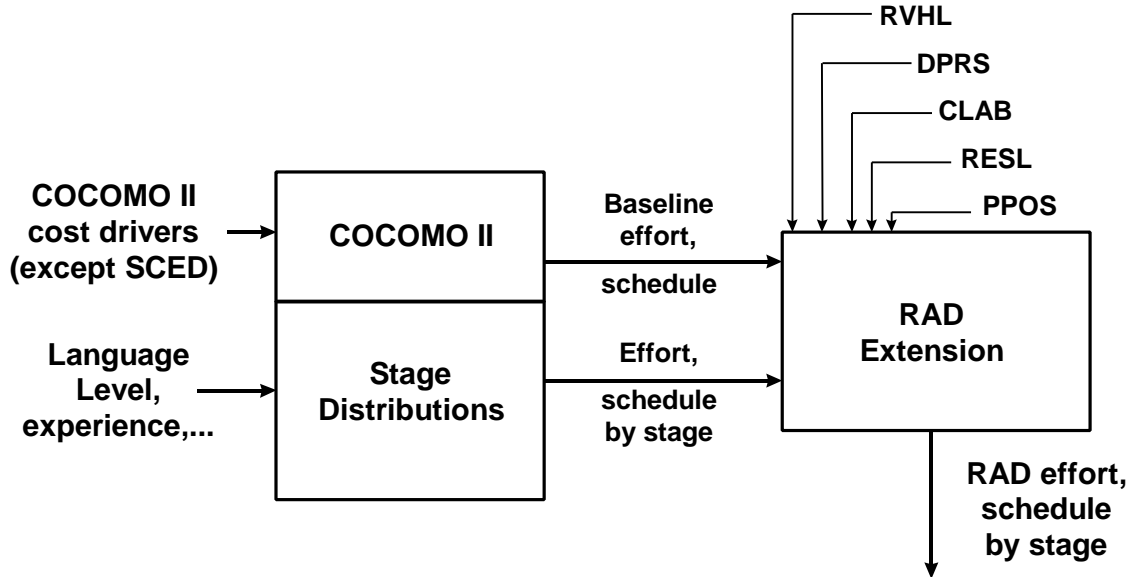 RVHL
DPRS
CLAB
RESL
PPOS
COCOMO II
cost drivers
(except SCED)
COCOMO II
Baseline
effort,
schedule
RAD
Extension
Language
Level,
experience,...
Stage
Distributions
Effort,
schedule
by stage
RAD effort,
schedule
by stage